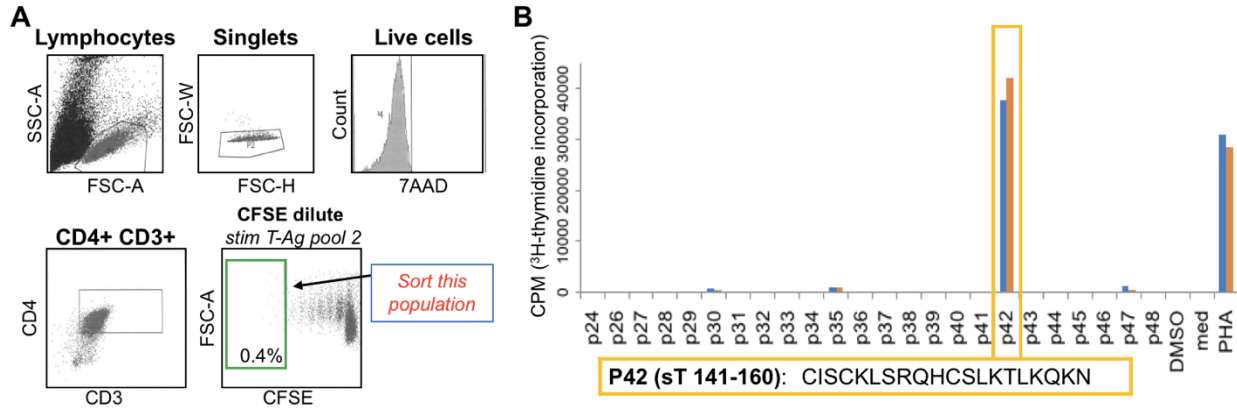 A
Lymphocytes
SSC-A
FSC-A
Singlets
FSC-W
P2
FSC-H
Live cells
Count
7AAD
CD4+ CD3+
CD4
CD3
CFSE dilute
stim T-Ag pool 2
FSC-A
0.4%
CFSE
Sort this
population
B
CPM (³H-thymidine incorporation)
0 10000 20000 30000 40000
p24
p26
p27
p28
p29
p30
p31
p32
p33
p34
p35
p36
p37
p38
p39
p40
p41
p42
p43
p44
p45
p46
p47
p48
DMSO
med
PHA
P42 (sT 141-160): CISCKLSRQHCSLKTLKQKN